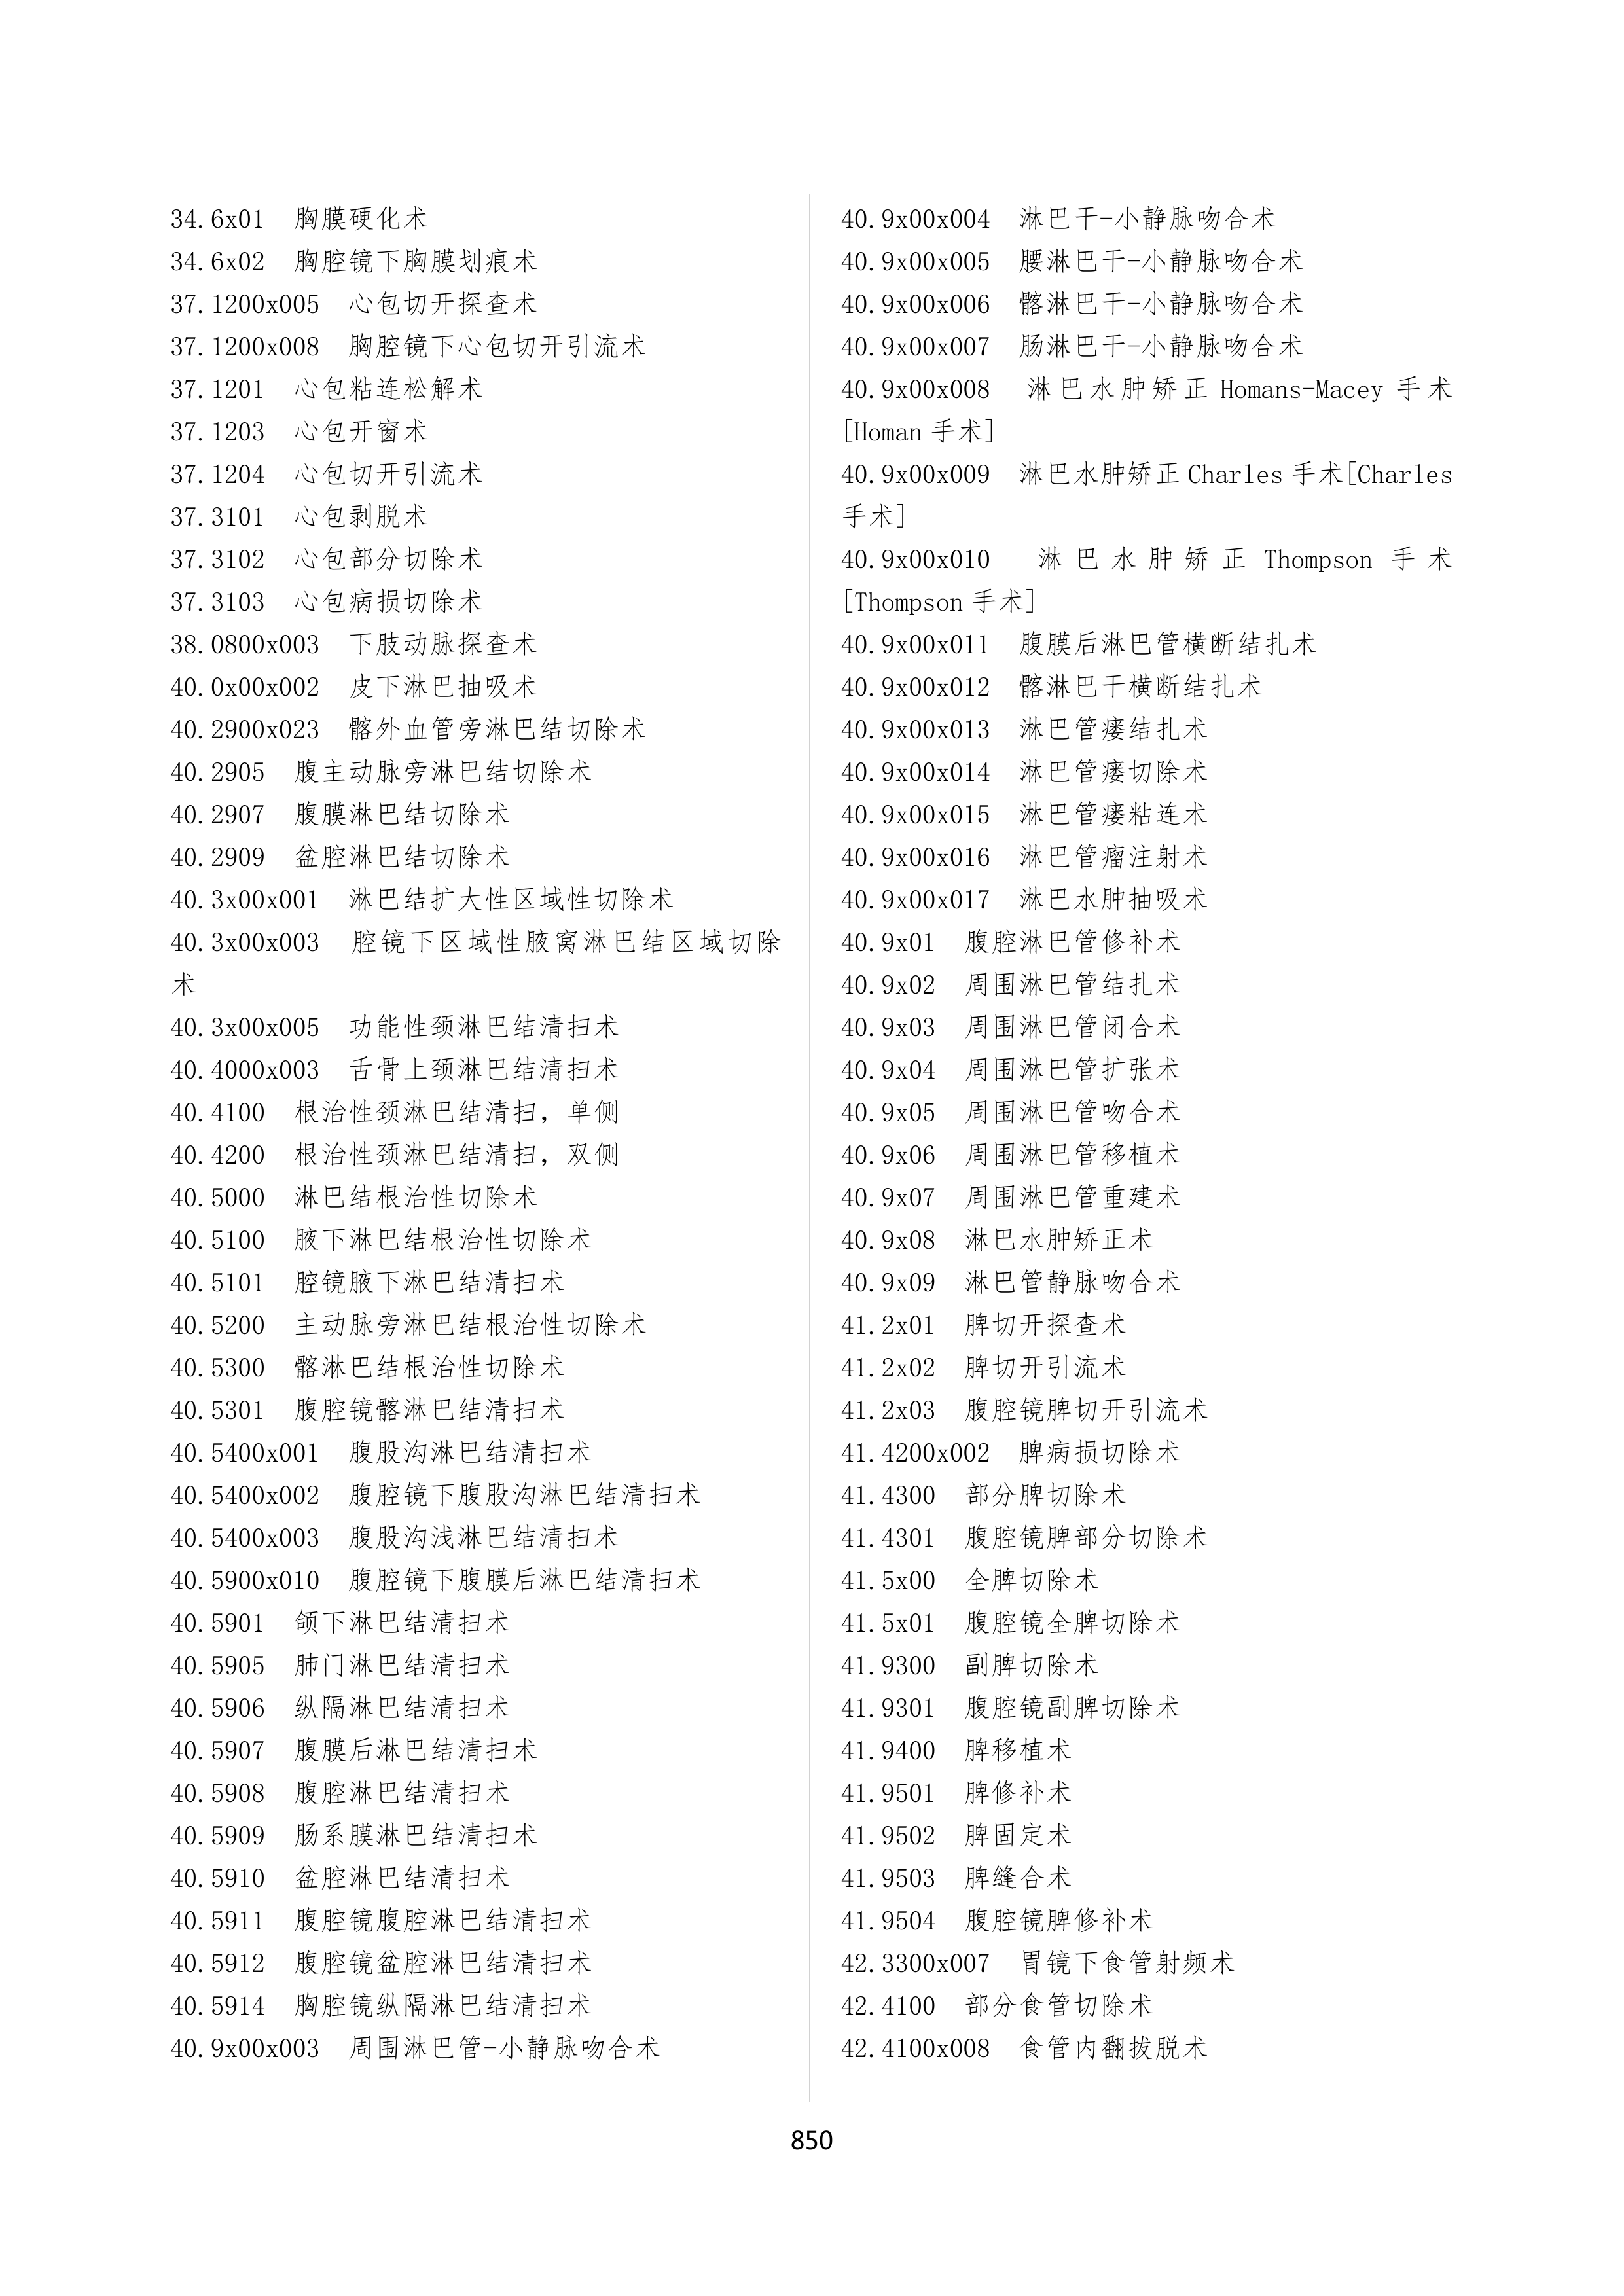 34.6x01 胸膜硬化术
34.6x02 胸腔镜下胸膜划痕术
37.1200x005 心包切开探查术
37.1200x008 胸腔镜下心包切开引流术
37.1201 心包粘连松解术
37.1203 心包开窗术
37.1204 心包切开引流术
37.3101 心包剥脱术
37.3102 心包部分切除术
37.3103 心包病损切除术
38.0800x003 下肢动脉探查术
40.0x00x002 皮下淋巴抽吸术
40.2900x023 髂外血管旁淋巴结切除术
40.2905 腹主动脉旁淋巴结切除术
40.2907 腹膜淋巴结切除术
40.2909 盆腔淋巴结切除术
40.3x00x001 淋巴结扩大性区域性切除术
40.3x00x003 腔镜下区域性腋窝淋巴结区域切除
术
40.3x00x005 功能性颈淋巴结清扫术
40.4000x003 舌骨上颈淋巴结清扫术
40.4100 根治性颈淋巴结清扫，单侧
40.4200 根治性颈淋巴结清扫，双侧
40.5000 淋巴结根治性切除术
40.5100 腋下淋巴结根治性切除术
40.5101 腔镜腋下淋巴结清扫术
40.5200 主动脉旁淋巴结根治性切除术
40.5300 髂淋巴结根治性切除术
40.5301 腹腔镜髂淋巴结清扫术
40.5400x001 腹股沟淋巴结清扫术
40.5400x002 腹腔镜下腹股沟淋巴结清扫术
40.5400x003 腹股沟浅淋巴结清扫术
40.5900x010 腹腔镜下腹膜后淋巴结清扫术
40.5901 颌下淋巴结清扫术
40.5905 肺门淋巴结清扫术
40.5906 纵隔淋巴结清扫术
40.5907 腹膜后淋巴结清扫术
40.5908 腹腔淋巴结清扫术
40.5909 肠系膜淋巴结清扫术
40.5910 盆腔淋巴结清扫术
40.5911 腹腔镜腹腔淋巴结清扫术
40.5912 腹腔镜盆腔淋巴结清扫术
40.5914 胸腔镜纵隔淋巴结清扫术
40.9x00x003 周围淋巴管-小静脉吻合术
40.9x00x004 淋巴干-小静脉吻合术
40.9x00x005 腰淋巴干-小静脉吻合术
40.9x00x006 髂淋巴干-小静脉吻合术
40.9x00x007 肠淋巴干-小静脉吻合术
40.9x00x008 淋巴水肿矫正 Homans-Macey 手术
[Homan 手术]
40.9x00x009 淋巴水肿矫正 Charles 手术[Charles
手术]
40.9x00x010 淋巴水肿矫正 Thompson 手术
[Thompson 手术]
40.9x00x011 腹膜后淋巴管横断结扎术
40.9x00x012 髂淋巴干横断结扎术
40.9x00x013 淋巴管瘘结扎术
40.9x00x014 淋巴管瘘切除术
40.9x00x015 淋巴管瘘粘连术
40.9x00x016 淋巴管瘤注射术
40.9x00x017 淋巴水肿抽吸术
40.9x01 腹腔淋巴管修补术
40.9x02 周围淋巴管结扎术
40.9x03 周围淋巴管闭合术
40.9x04 周围淋巴管扩张术
40.9x05 周围淋巴管吻合术
40.9x06 周围淋巴管移植术
40.9x07 周围淋巴管重建术
40.9x08 淋巴水肿矫正术
40.9x09 淋巴管静脉吻合术
41.2x01 脾切开探查术
41.2x02 脾切开引流术
41.2x03 腹腔镜脾切开引流术
41.4200x002 脾病损切除术
41.4300 部分脾切除术
41.4301 腹腔镜脾部分切除术
41.5x00 全脾切除术
41.5x01 腹腔镜全脾切除术
41.9300 副脾切除术
41.9301 腹腔镜副脾切除术
41.9400 脾移植术
41.9501 脾修补术
41.9502 脾固定术
41.9503 脾缝合术
41.9504 腹腔镜脾修补术
42.3300x007 胃镜下食管射频术
42.4100 部分食管切除术
42.4100x008 食管内翻拔脱术
850